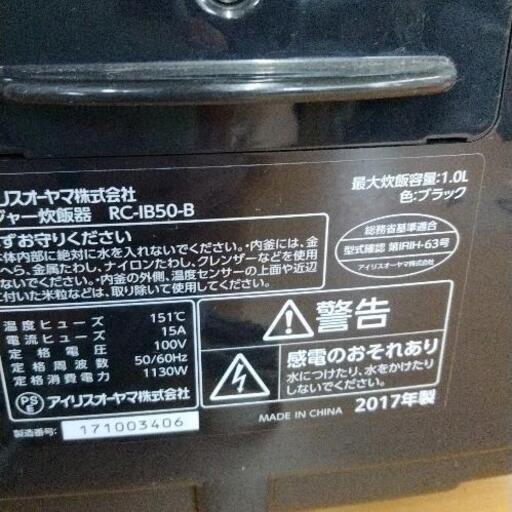 イリスオーヤマ株式会社
ジャー炊飯器 RC-IB50-B
最大炊飯容量:1.0L
色:ブラック
ずお守りください
体内部に絶対に水を入れないでください。・内釜には、金
へら、金属たわし、ナイロンたわし、クレンザーなどを使用
ないでください。・内釜の外側、温度センサーの上面や近辺
に付いた米粒などは、取り除いて使用してください。
総務省基準適合
型式確認 第IRIH-63号
アイリスオーヤマ株式会社
温度ヒューズ 151℃
電流ヒューズ 15A
定格電圧 100V
定格周波数 50/60Hz
定格消費電力 1130W
PSE アイリスオーヤマ株式会社
製造番号: 171003406
警告
感電のおそれあり
水につけたり、水をかけたり
しないでください。
MADE IN CHINA 2017年製